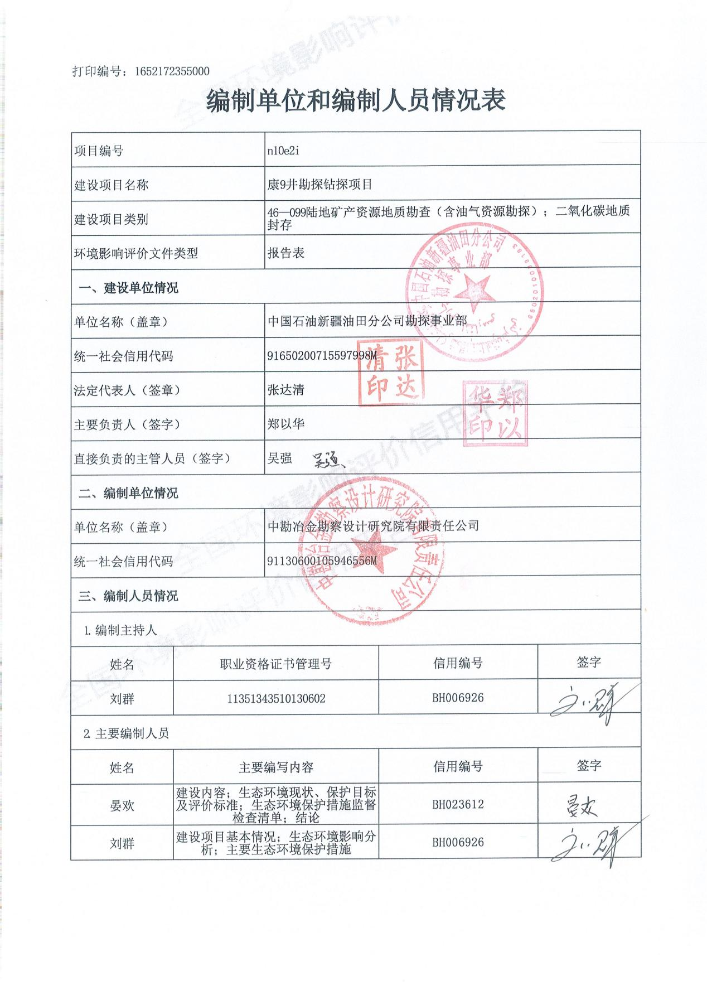 打印编号：1652172355000
编制单位和编制人员情况表
项目编号 n10e2i
建设项目名称 康9井勘探钻探项目
建设项目类别 46—099陆地矿产资源地质勘查（含油气资源勘探）；二氧化碳地质
封存
环境影响评价文件类型 报告表
一、建设单位情况
单位名称（盖章） 中国石油新疆油田分公司勘探事业部
统一社会信用代码 91650200715597998M
法定代表人（签章） 张达清
张达清印
主要负责人（签字） 郑以华
郑以华印
直接负责的主管人员（签字） 吴强 吴强
中国石油新疆油田分公司
勘探事业部
二、编制单位情况
单位名称（盖章） 中勘冶金勘察设计研究院有限责任公司
统一社会信用代码 91130600105946556M
中勘冶金勘察设计研究院有限责任公司
三、编制人员情况
1. 编制主持人
姓名 职业资格证书管理号 信用编号 签字
刘群 11351343510130602 BH006926 刘群
2. 主要编制人员
姓名 主要编写内容 信用编号 签字
晏欢 建设内容；生态环境现状、保护目标
及评价标准；生态环境保护措施监督
检查清单；结论 BH023612 晏欢
刘群 建设项目基本情况；生态环境影响分
析；主要生态环境保护措施 BH006926 刘群
全国环境影响评价信用平台